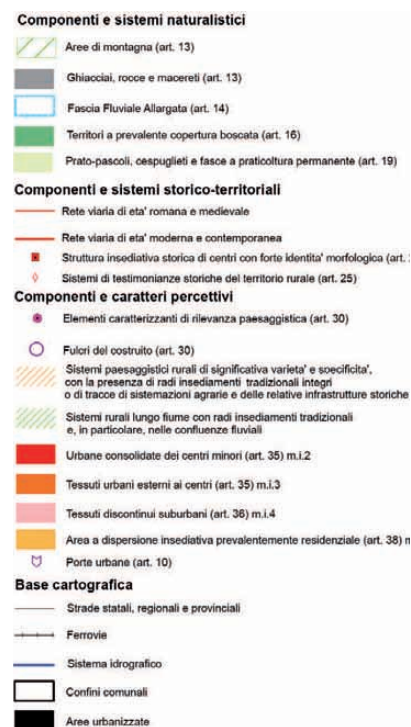 Componenti e sistemi naturalistici
Aree di montagna (art. 13)
Ghiacciai, rocce e macereti (art. 13)
Fascia Fluviale Allargata (art. 14)
Territori a prevalente copertura boscata (art. 16)
Prato-pascoli, cespuglieti e fasce a praticoltura permanente (art. 19)
Componenti e sistemi storico-territoriali
Rete viaria di eta' romana e medievale
Rete viaria di eta' moderna e contemporanea
Struttura insediativa storica di centri con forte identita' morfologica (art.
Sistemi di testimonianze storiche del territorio rurale (art. 25)
Componenti e caratteri percettivi
Elementi caratterizzanti di rilevanza paesaggistica (art. 30)
Fulcri del costruito (art. 30)
Sistemi paesaggistici rurali di significativa varieta' e specificita',
con la presenza di radi insediamenti tradizionali integri
o di tracce di sistemazioni agrarie e delle relative infrastrutture storiche
Sistemi rurali lungo fiume con radi insediamenti tradizionali
e, in particolare, nelle confluenze fluviali
Urbane consolidate dei centri minori (art. 35) m.i.2
Tessuti urbani esterni ai centri (art. 35) m.i.3
Tessuti discontinui suburbani (art. 36) m.i.4
Area a dispersione insediativa prevalentemente residenziale (art. 38) m
Porte urbane (art. 10)
Base cartografica
Strade statali, regionali e provinciali
Ferrovie
Sistema idrografico
Confini comunali
Aree urbanizzate